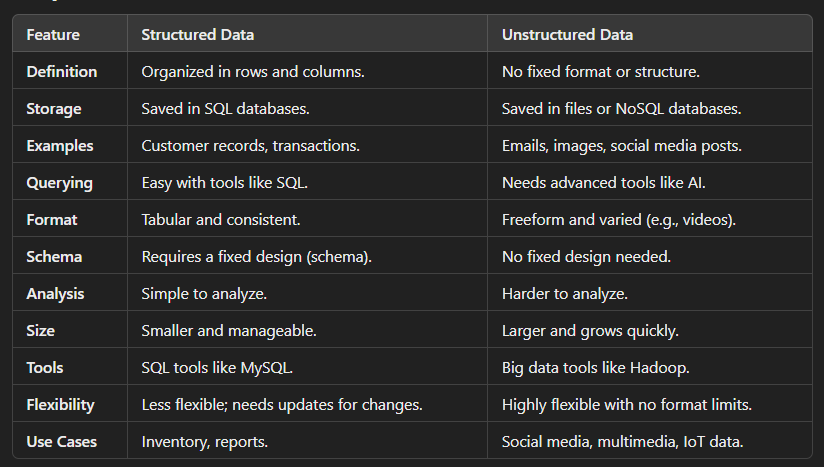 Feature Structured Data Unstructured Data
Definition Organized in rows and columns. No fixed format or structure.
Storage Saved in SQL databases. Saved in files or NoSQL databases.
Examples Customer records, transactions. Emails, images, social media posts.
Querying Easy with tools like SQL. Needs advanced tools like AI.
Format Tabular and consistent. Freeform and varied (e.g., videos).
Schema Requires a fixed design (schema). No fixed design needed.
Analysis Simple to analyze. Harder to analyze.
Size Smaller and manageable. Larger and grows quickly.
Tools SQL tools like MySQL. Big data tools like Hadoop.
Flexibility Less flexible; needs updates for changes. Highly flexible with no format limits.
Use Cases Inventory, reports. Social media, multimedia, IoT data.